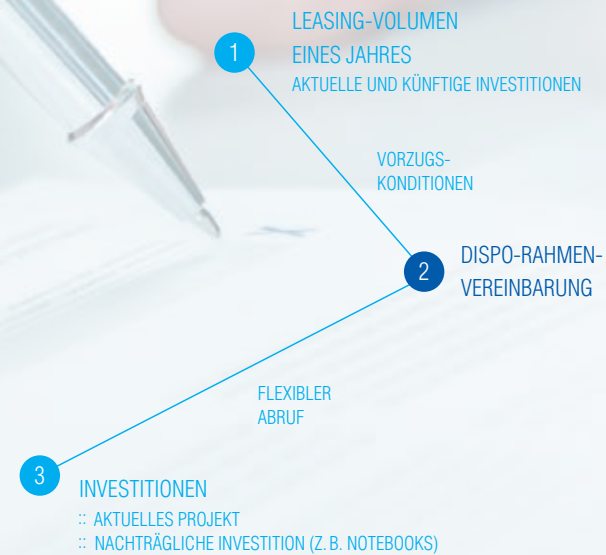 1
LEASING-VOLUMEN
EINES JAHRES
AKTUELLE UND KÜNFTIGE INVESTITIONEN
VORZUGS-
KONDITIONEN
2
DISPO-RAHMEN-
VEREINBARUNG
FLEXIBLER
ABRUF
3
INVESTITIONEN
:: AKTUELLES PROJEKT
:: NACHTRÄGLICHE INVESTITION (Z. B. NOTEBOOKS)